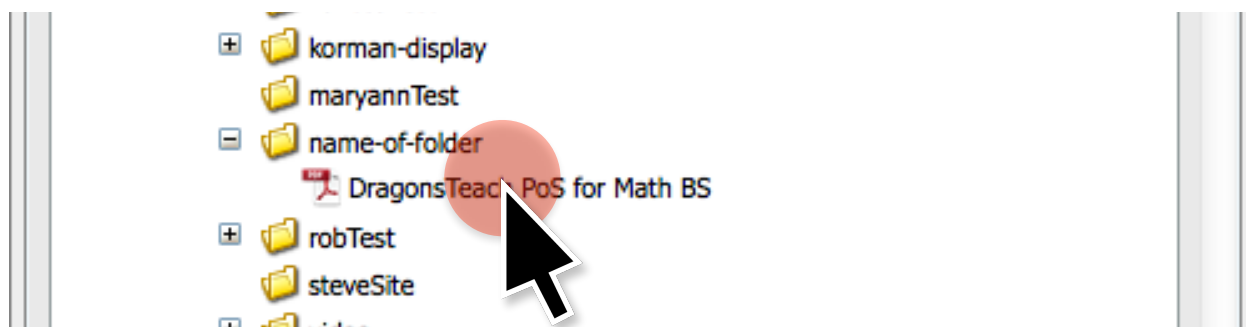 korman-display
maryannTest
name-of-folder
DragonsTeach PoS for Math BS
robTest
steveSite